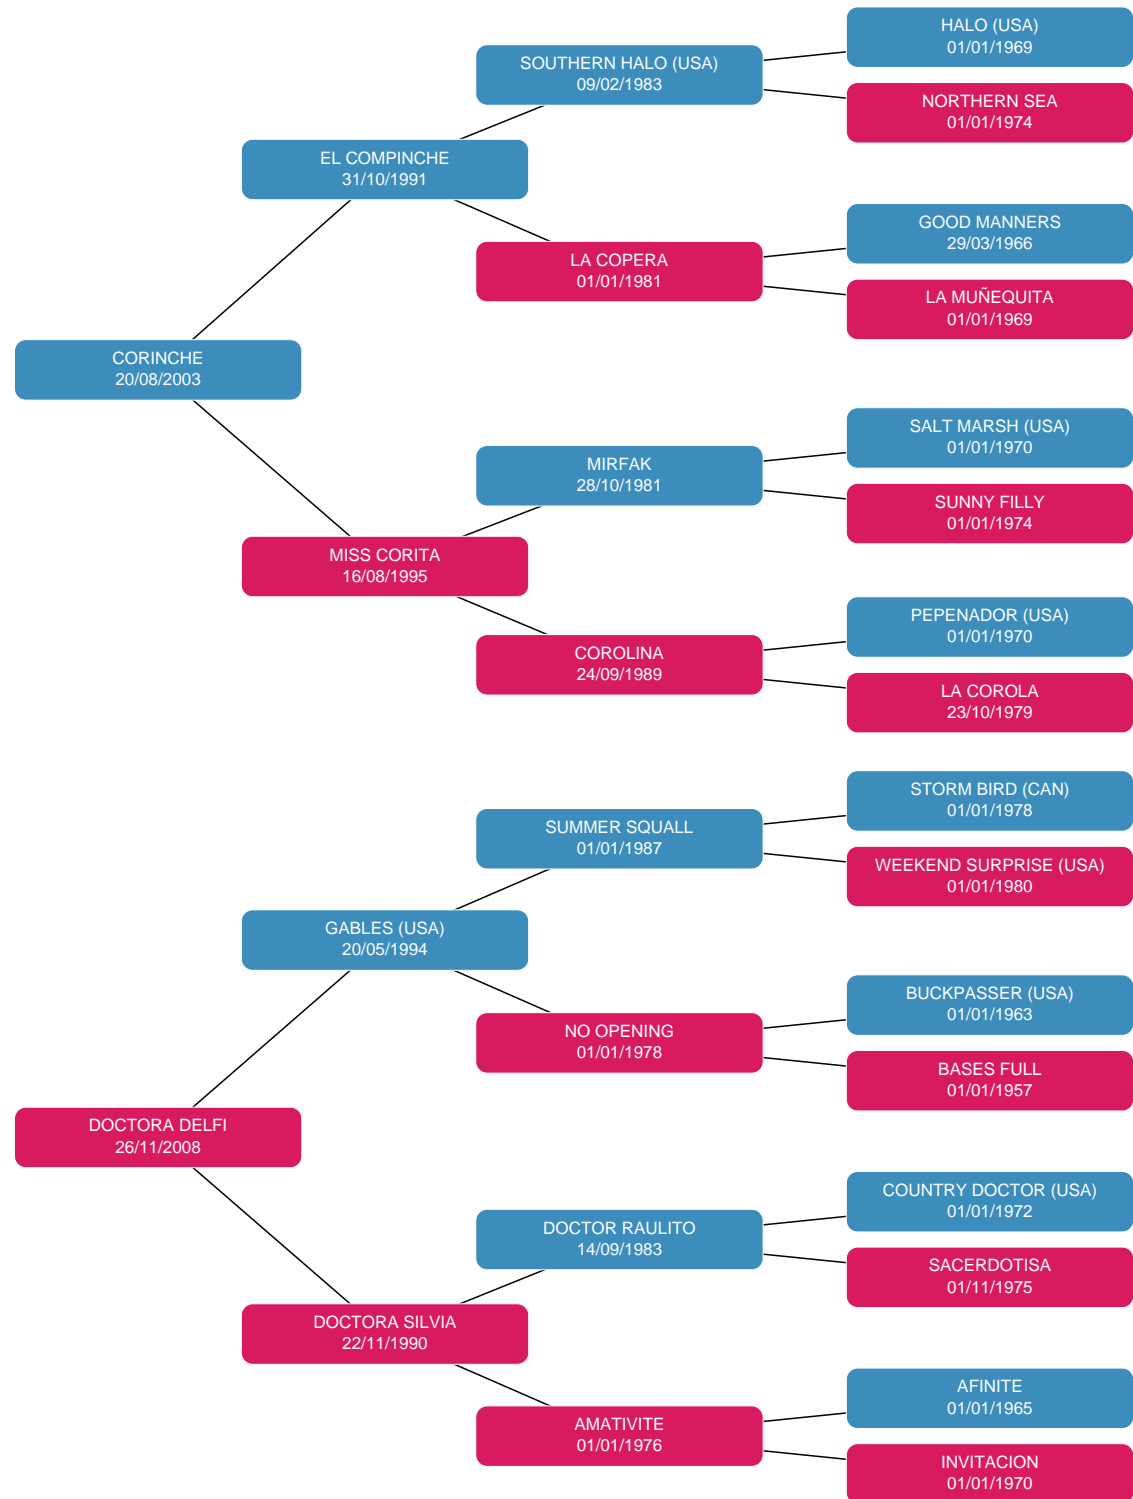 HALO (USA)
01/01/1969
SOUTHERN HALO (USA)
09/02/1983
NORTHERN SEA
01/01/1974
EL COMPINCHE
31/10/1991
GOOD MANNERS
29/03/1966
LA COPERA
01/01/1981
LA MUÑEQUITA
01/01/1969
CORINCHE
20/08/2003
SALT MARSH (USA)
01/01/1970
MIRFAK
28/10/1981
SUNNY FILLY
01/01/1974
MISS CORITA
16/08/1995
PEPENADOR (USA)
01/01/1970
COROLINA
24/09/1989
LA COROLA
23/10/1979
STORM BIRD (CAN)
01/01/1978
SUMMER SQUALL
01/01/1987
WEEKEND SURPRISE (USA)
01/01/1980
GABLES (USA)
20/05/1994
BUCKPASSER (USA)
01/01/1963
NO OPENING
01/01/1978
BASES FULL
01/01/1957
DOCTORA DELFI
26/11/2008
COUNTRY DOCTOR (USA)
01/01/1972
DOCTOR RAULITO
14/09/1983
SACERDOTISA
01/11/1975
DOCTORA SILVIA
22/11/1990
AFINITE
01/01/1965
AMATIVITE
01/01/1976
INVITACION
01/01/1970